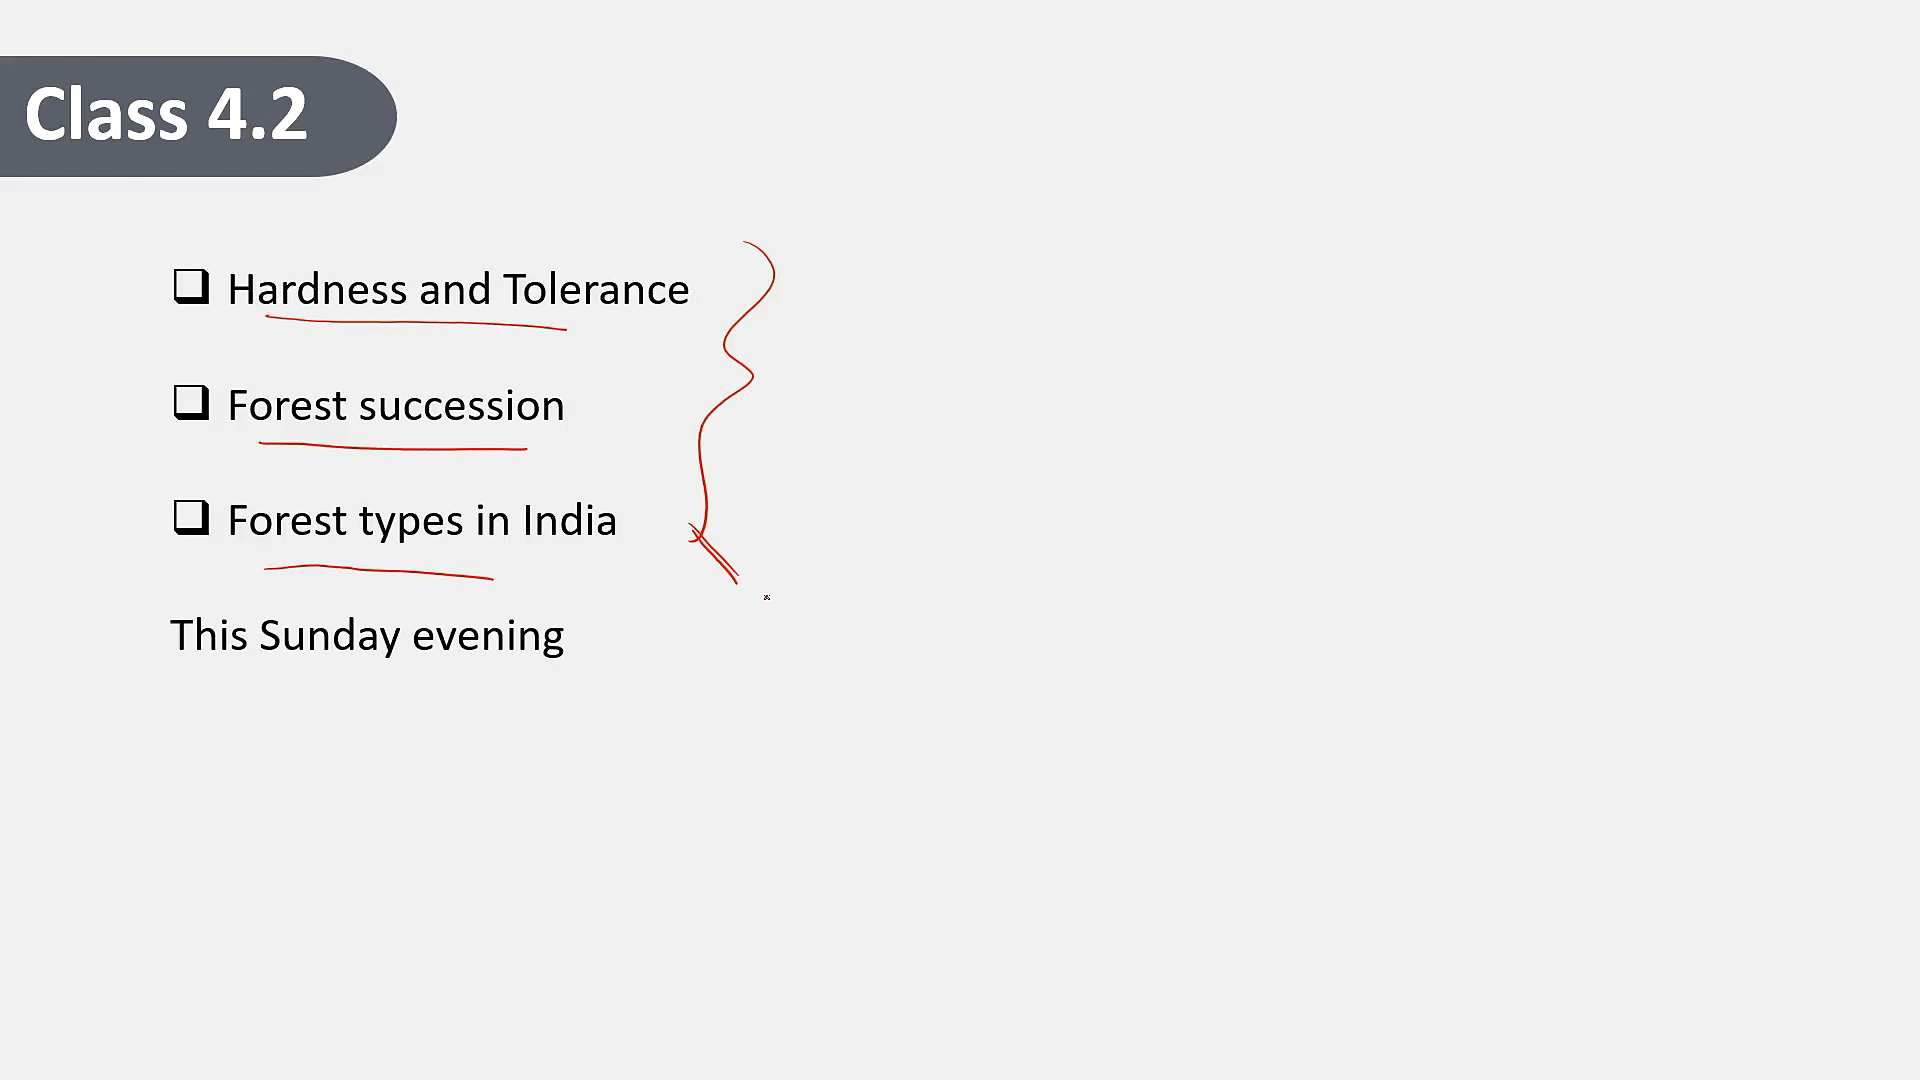 Class 4.2
Hardness and Tolerance
Forest succession
Forest types in India
This Sunday evening